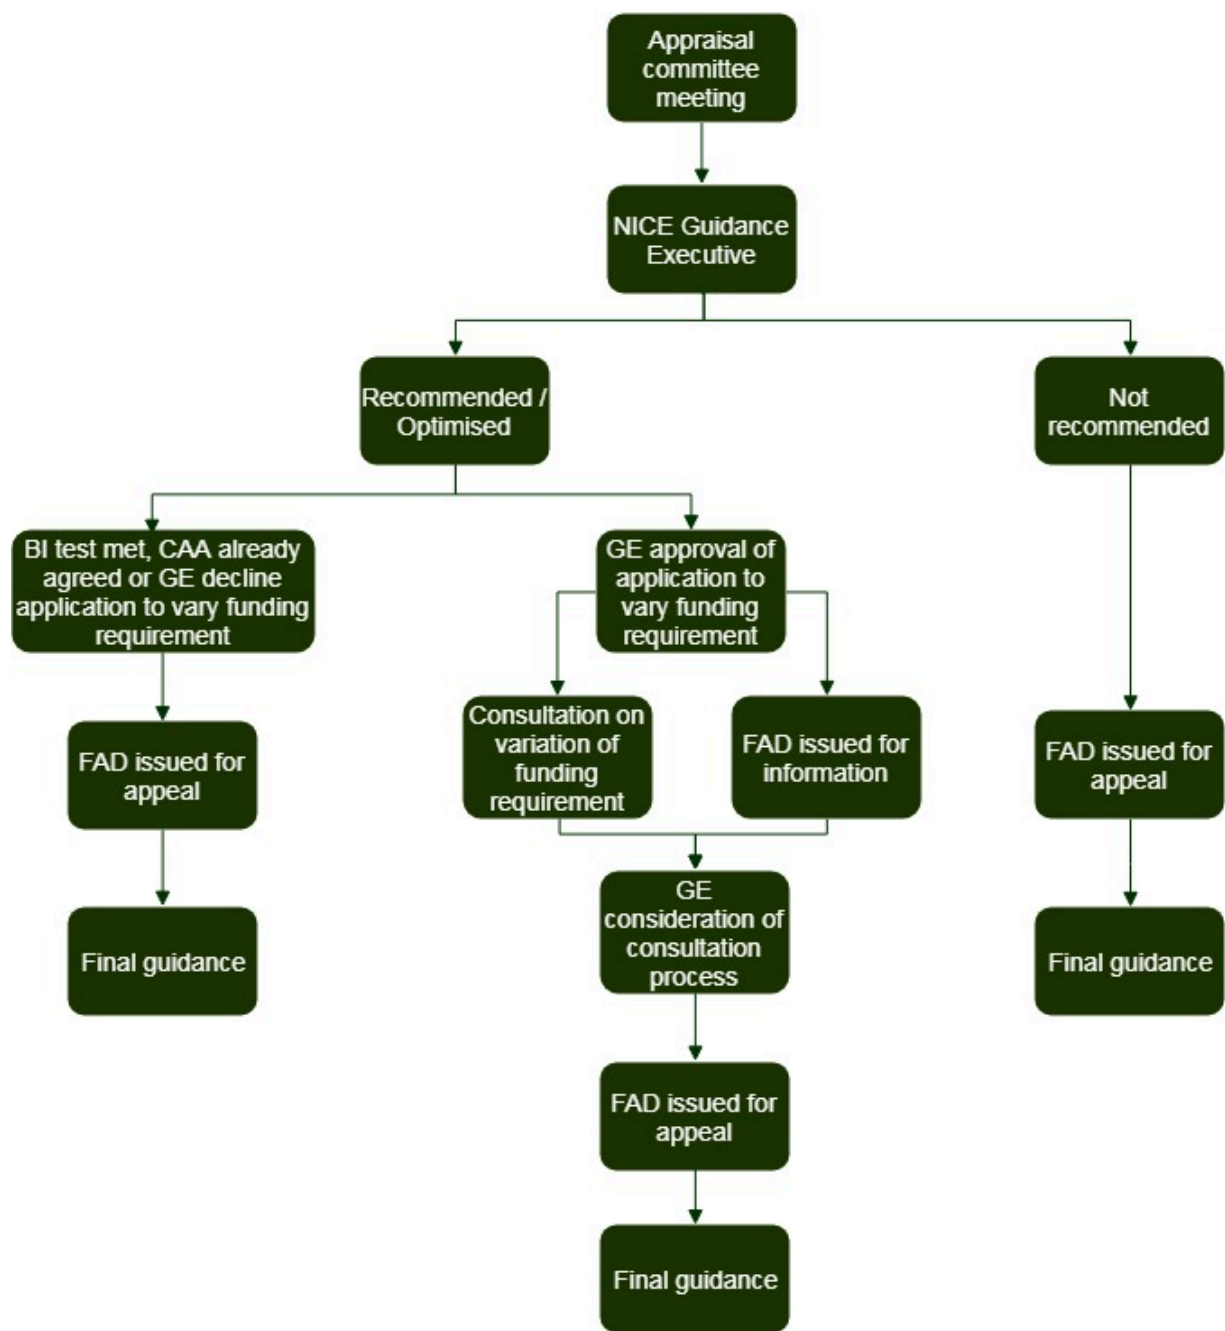 Appraisal
committee
meeting
NICE Guidance
Executive
Recommended /
Optimised
Not
recommended
BI test met, CAA already
agreed or GE decline
application to vary funding
requirement
GE approval of
application to
vary funding
requirement
FAD issued for
appeal
Consultation on
variation of
funding
requirement
FAD issued for
information
FAD issued for
appeal
GE
consideration of
consultation
process
Final guidance
Final guidance
FAD issued for
appeal
Final guidance